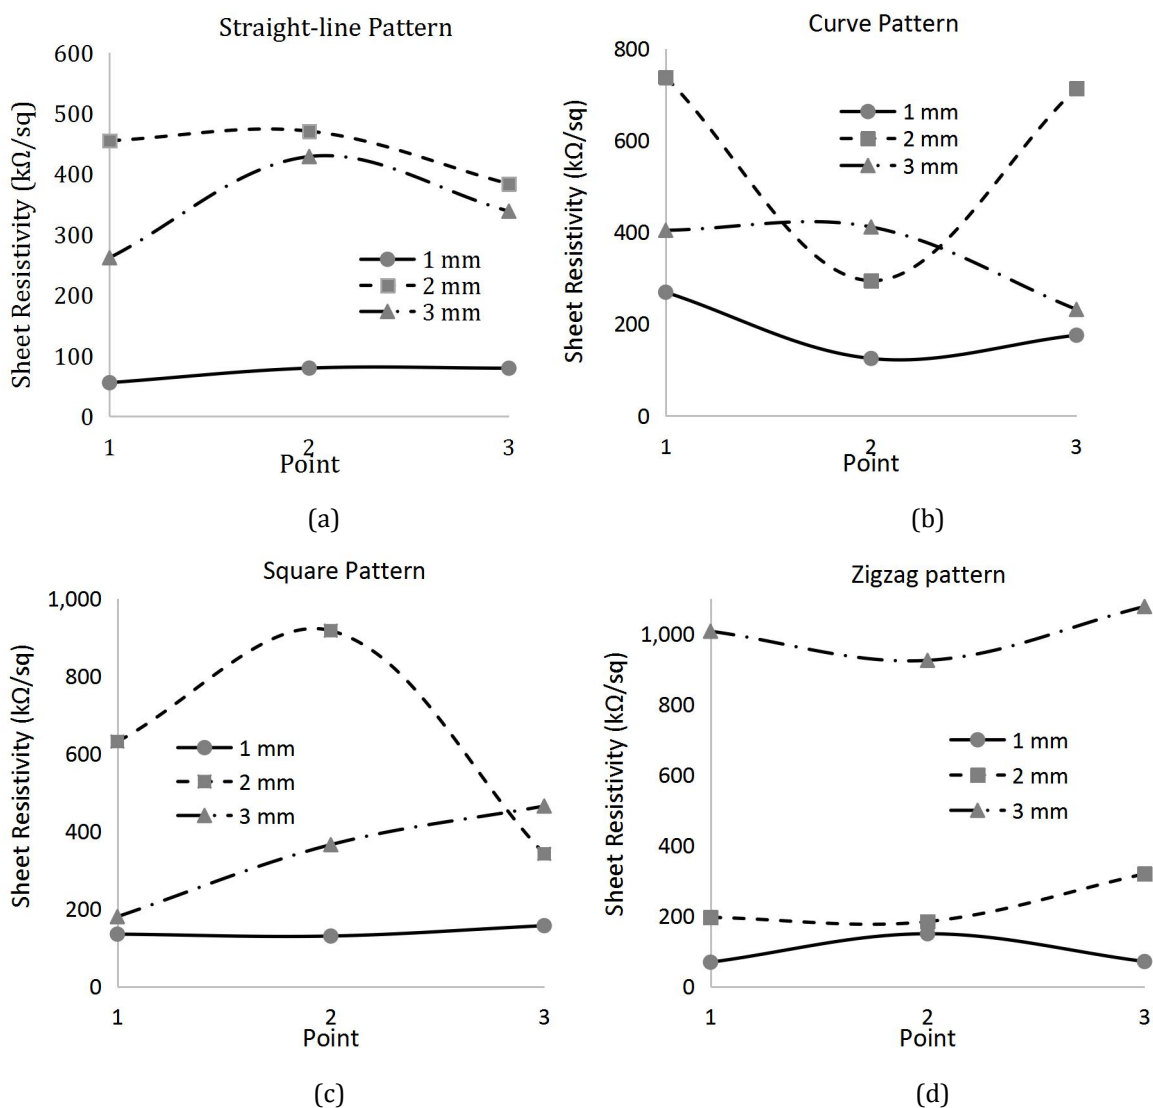 Straight-line Pattern
600
500
400
300
200
100
0
Sheet Resistivity (kΩ/sq)
1 mm
2 mm
3 mm
1 2 3
Point
(a)
Curve Pattern
800
600
400
200
0
Sheet Resistivity (kΩ/sq)
1 mm
2 mm
3 mm
1 2 3
Point
(b)
Square Pattern
1,000
800
600
400
200
0
Sheet Resistivity (kΩ/sq)
1 mm
2 mm
3 mm
1 2 3
Point
(c)
Zigzag pattern
1,000
800
600
400
200
0
Sheet Resistivity (kΩ/sq)
1 mm
2 mm
3 mm
1 2 3
Point
(d)